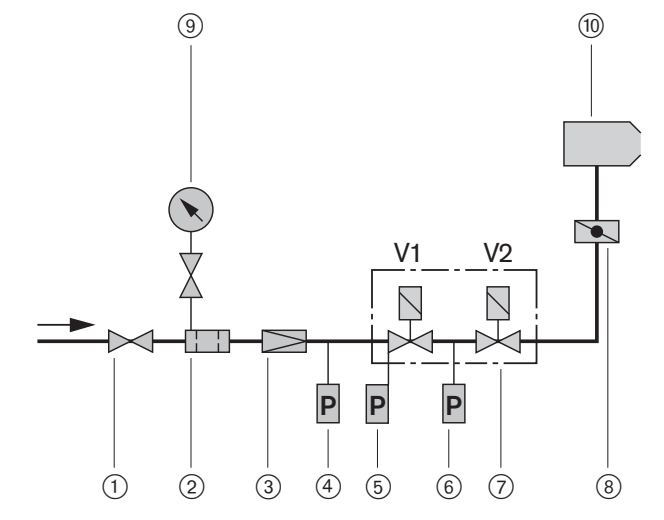 ⑨ ⑩
V1 V2
P P P
① ② ③ ④ ⑤ ⑥ ⑦ ⑧